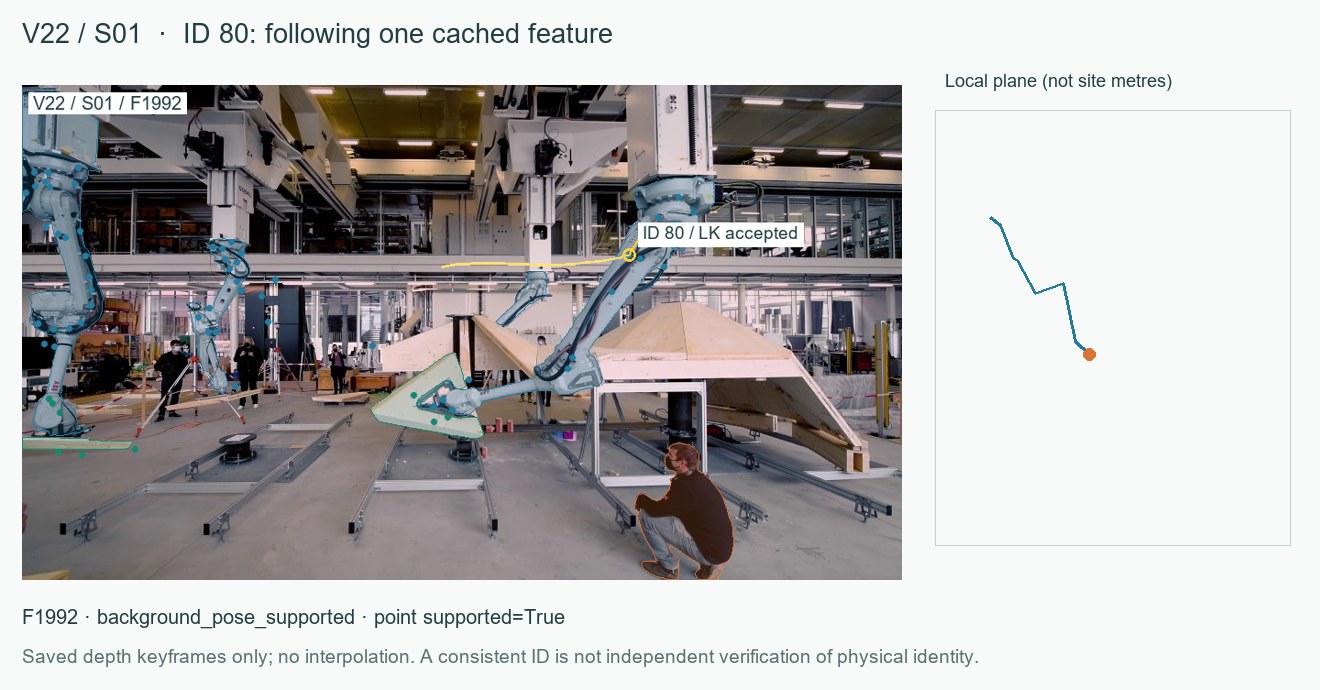 V22 / S01 · ID 80: following one cached feature
Local plane (not site metres)
V22 / S01 / F1992
ID 80 / LK accepted
F1992 · background_pose_supported · point supported=True
Saved depth keyframes only; no interpolation. A consistent ID is not independent verification of physical identity.